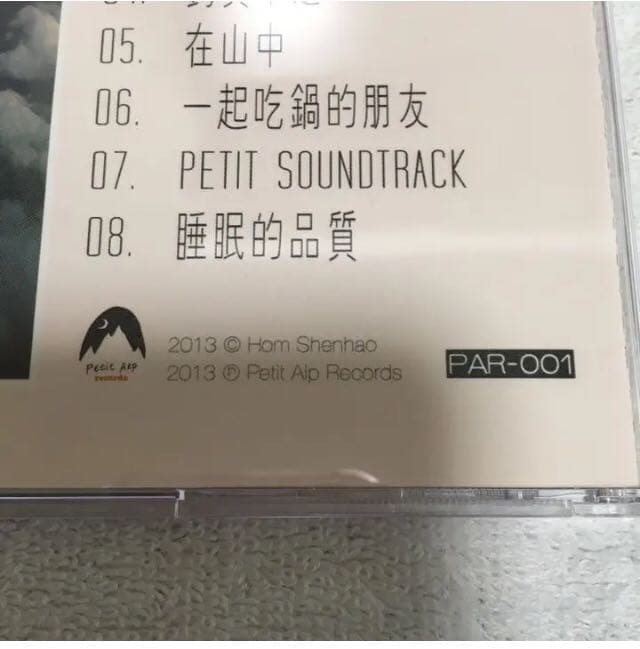 05. 在山中
06. 一起吃鍋的朋友
07. PETIT SOUNDTRACK
08. 睡眠的品質
Petit Alp
records
2013 © Hom Shenhao
2013 ℗ Petit Alp Records
PAR-001